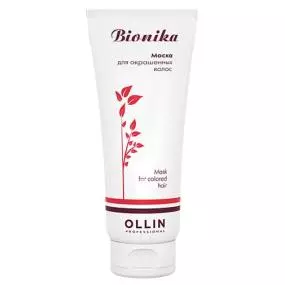 Bionika
Маска
для окрашенных
волос
Mask
for colored
hair
OLLIN
PROFESSIONAL